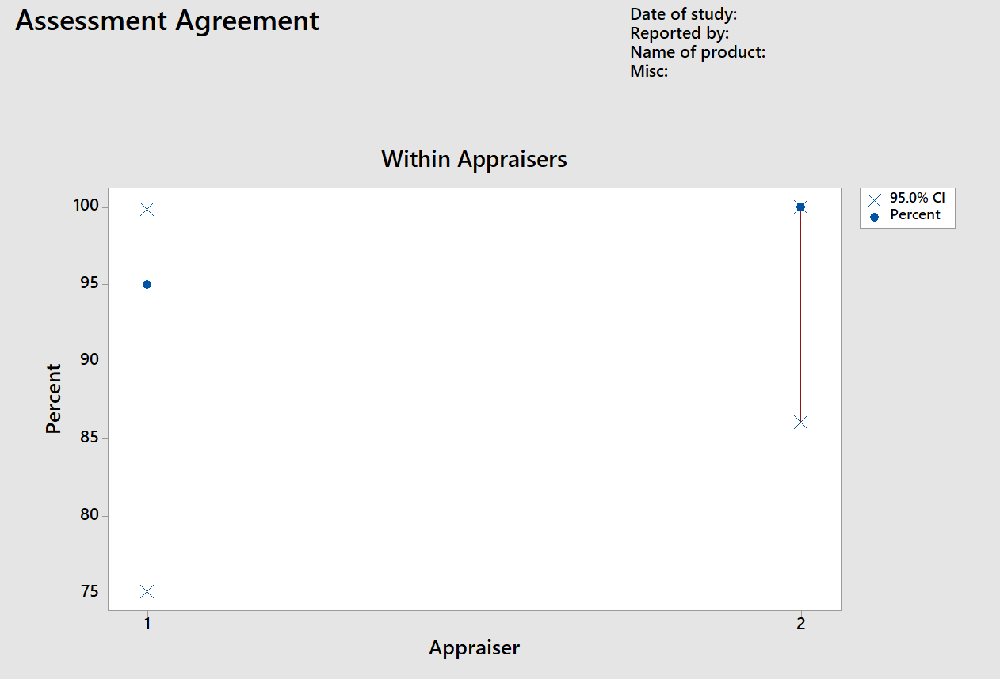 Assessment Agreement
Date of study:
Reported by:
Name of product:
Misc:
Within Appraisers
95.0% CI
Percent
100
95
90
85
80
75
Percent
1
2
Appraiser